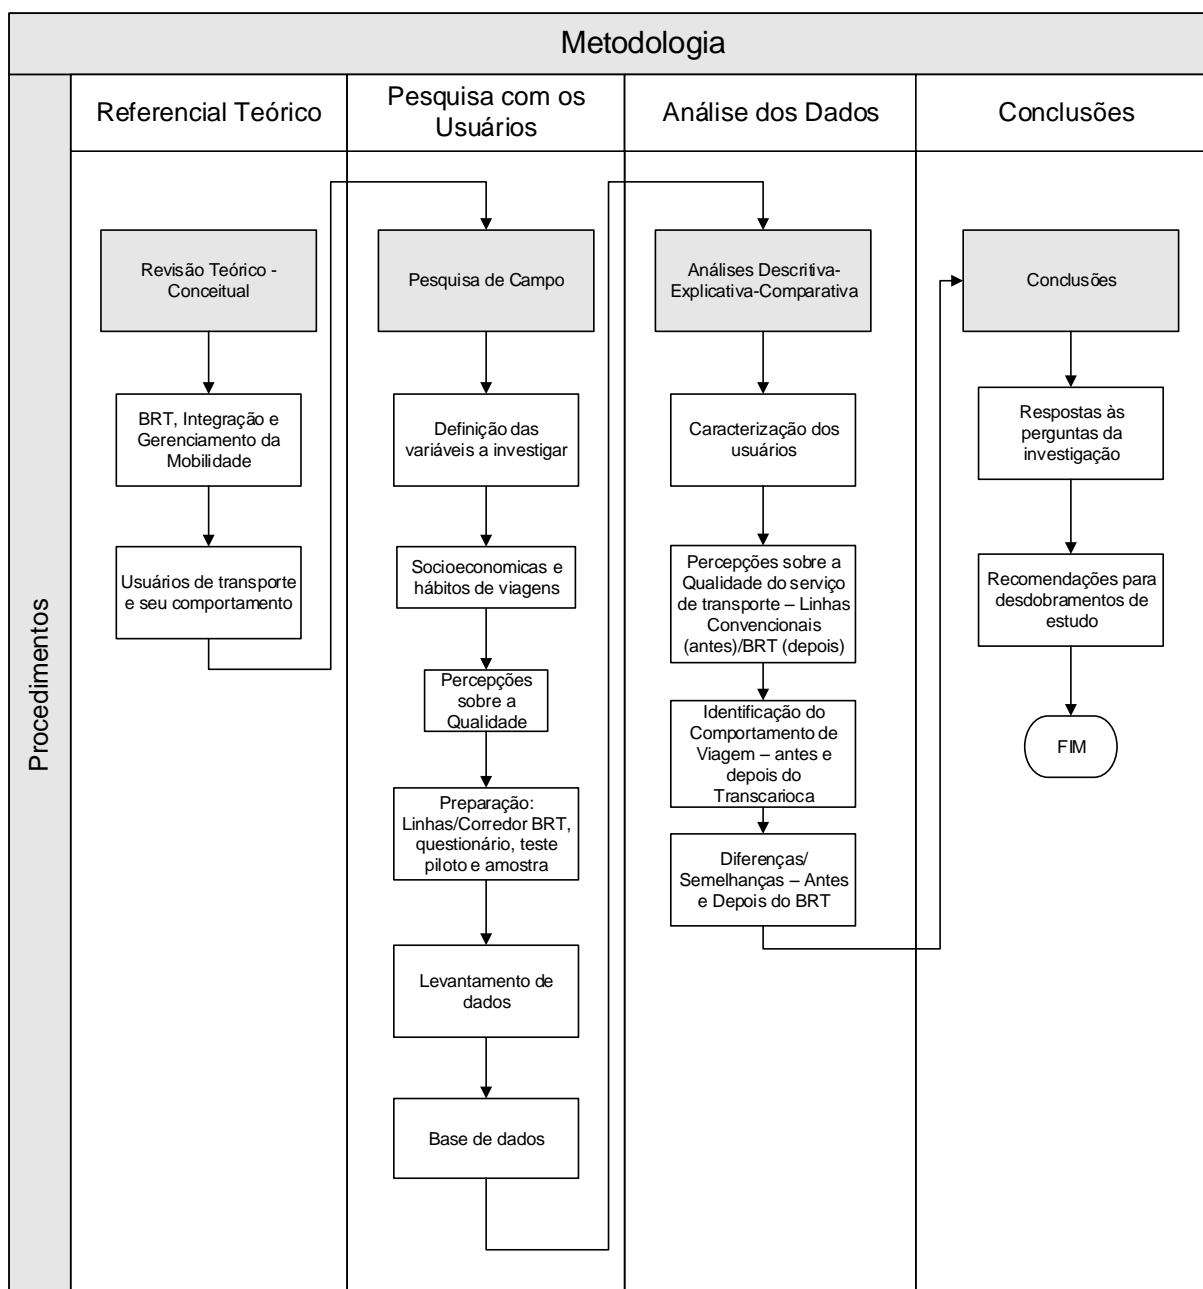 Metodologia
Procedimentos
Referencial Teórico
Pesquisa com os
Usuários
Análise dos Dados
Conclusões
Revisão Teórico -
Conceitual
BRT, Integração e
Gerenciamento da
Mobilidade
Usuários de transporte
e seu comportamento
Pesquisa de Campo
Definição das
variáveis a investigar
Socioeconomicas e
hábitos de viagens
Percepções
sobre a
Qualidade
Preparação:
Linhas/Corredor BRT,
questionário, teste
piloto e amostra
Levantamento de
dados
Base de dados
Análises Descritiva-
Explicativa-Comparativa
Caracterização dos
usuários
Percepções sobre a
Qualidade do serviço
de transporte – Linhas
Convencionais
(antes)/BRT (depois)
Identificação do
Comportamento de
Viagem – antes e
depois do
Transcarioca
Diferenças/
Semelhanças – Antes
e Depois do BRT
Conclusões
Respostas às
perguntas da
investigação
Recomendações para
desdobramentos de
estudo
FIM